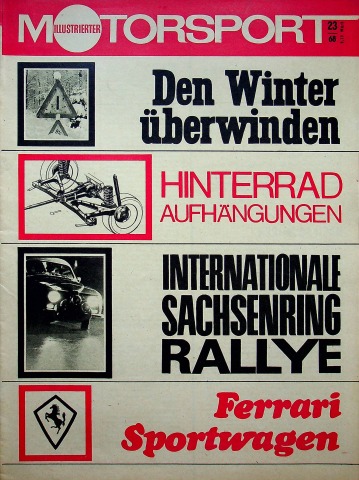 ILLUSTRIERTER
MOTORSPORT
23
68
Den Winter
überwinden
HINTERRAD
AUFHÄNGUNGEN
INTERNATIONALE
SACHSENRING
RALLYE
Ferrari
Sportwagen